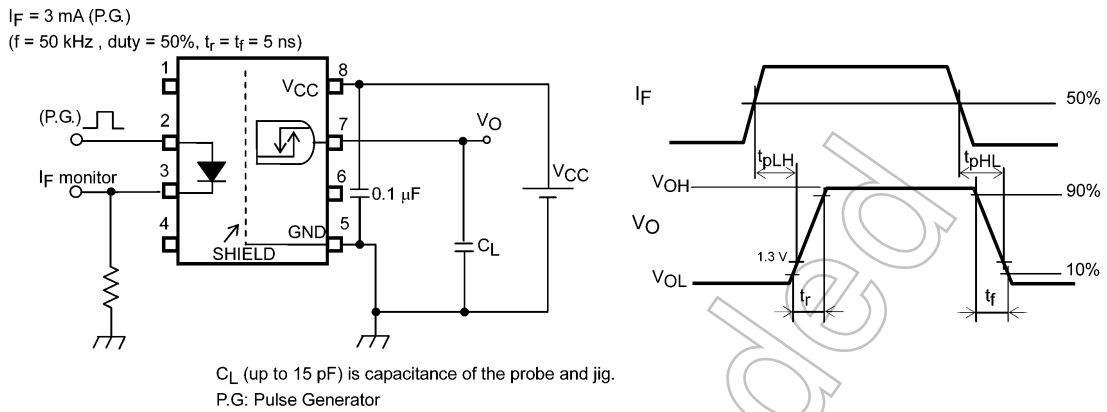 IF = 3 mA (P.G.)
(f = 50 kHz , duty = 50%, tr = tf = 5 ns)
1
8
VCC
(P.G.)
2
7
VO
IF monitor
3
6
0.1 μF
VCC
4
5
GND
SHIELD
CL
CL (up to 15 pF) is capacitance of the probe and jig.
P.G: Pulse Generator
IF
50%
tpLH
tpHL
VOH
90%
VO
1.3 V
VOL
10%
tr
tf
ded